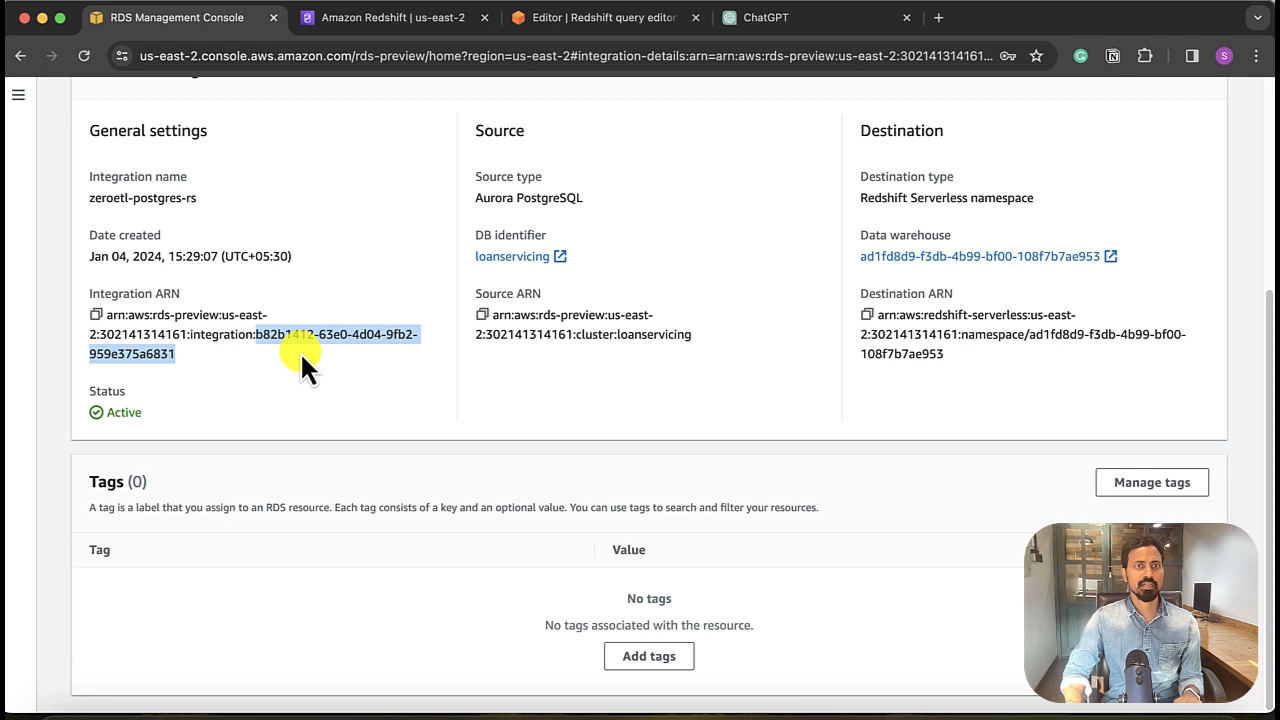 RDS Management Console
Amazon Redshift | us-east-2
Editor | Redshift query editor
ChatGPT
us-east-2.console.aws.amazon.com/rds-preview/home?region=us-east-2#integration-details:arn=arn:aws:rds-preview:us-east-2:302141314161...
S
General settings
Integration name
zeroetl-postgres-rs
Date created
Jan 04, 2024, 15:29:07 (UTC+05:30)
Integration ARN
arn:aws:rds-preview:us-east-
2:302141314161:integration:b82b1412-63e0-4d04-9fb2-
959e375a6831
Status
Active
Source
Source type
Aurora PostgreSQL
DB identifier
loanservicing
Source ARN
arn:aws:rds-preview:us-east-
2:302141314161:cluster:loanservicing
Destination
Destination type
Redshift Serverless namespace
Data warehouse
ad1fd8d9-f3db-4b99-bf00-108f7b7ae953
Destination ARN
arn:aws:redshift-serverless:us-east-
2:302141314161:namespace/ad1fd8d9-f3db-4b99-bf00-
108f7b7ae953
Tags (0)
Manage tags
A tag is a label that you assign to an RDS resource. Each tag consists of a key and an optional value. You can use tags to search and filter your resources.
Tag
Value
No tags
No tags associated with the resource.
Add tags